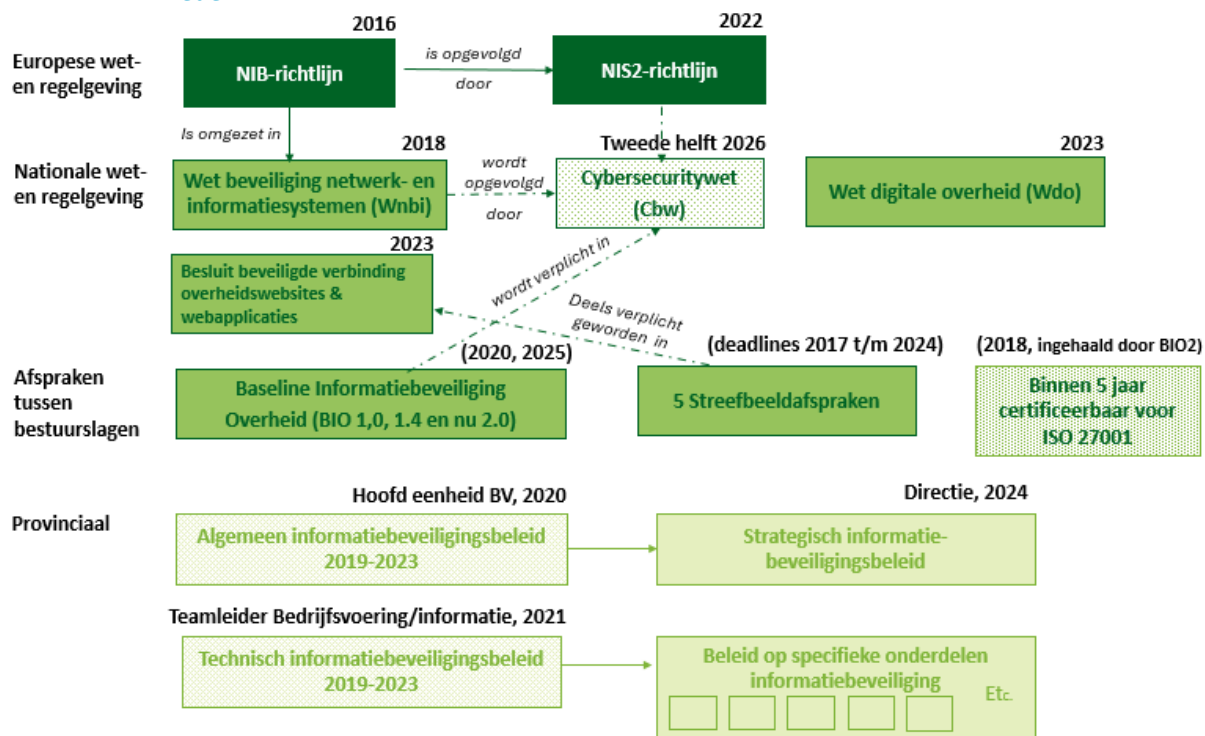 2016
2022
Europese wet-
en regelgeving
NIB-richtlijn
is opgevolgd
door
NIS2-richtlijn
Is omgezet in
Nationale wet-
en regelgeving
2018
Wet beveiliging netwerk- en
informatiesystemen (Wnbi)
wordt
opgevolgd
door
Tweede helft 2026
Cybersecuritywet
(Cbw)
2023
Wet digitale overheid (Wdo)
2023
Besluit beveiligde verbinding
overheidswebsites &
webapplicaties
wordt verplicht in
Deels verplicht
geworden in
Afspraken
tussen
bestuurslagen
(2020, 2025)
Baseline Informatiebeveiliging
Overheid (BIO 1,0, 1.4 en nu 2.0)
(deadlines 2017 t/m 2024)
5 Streefbeeldafspraken
(2018, ingehaald door BIO2)
Binnen 5 jaar
certificeerbaar voor
ISO 27001
Provinciaal
Hoofd eenheid BV, 2020
Algemeen informatiebeveiligingsbeleid
2019-2023
Directie, 2024
Strategisch informatie-
beveiligingsbeleid
Teamleider Bedrijfsvoering/informatie, 2021
Technisch informatiebeveiligingsbeleid
2019-2023
Beleid op specifieke onderdelen
informatiebeveiliging
Etc.